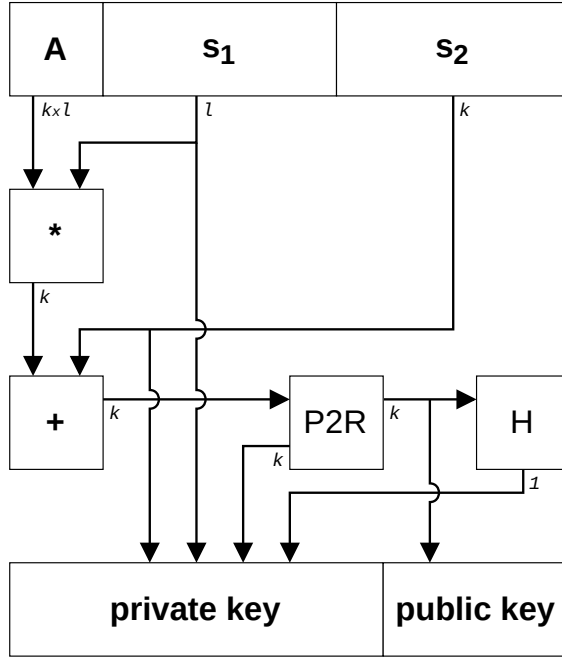 A s₁ s₂
k×l l k
*
k
+ k P2R k H
k 1
private key public key